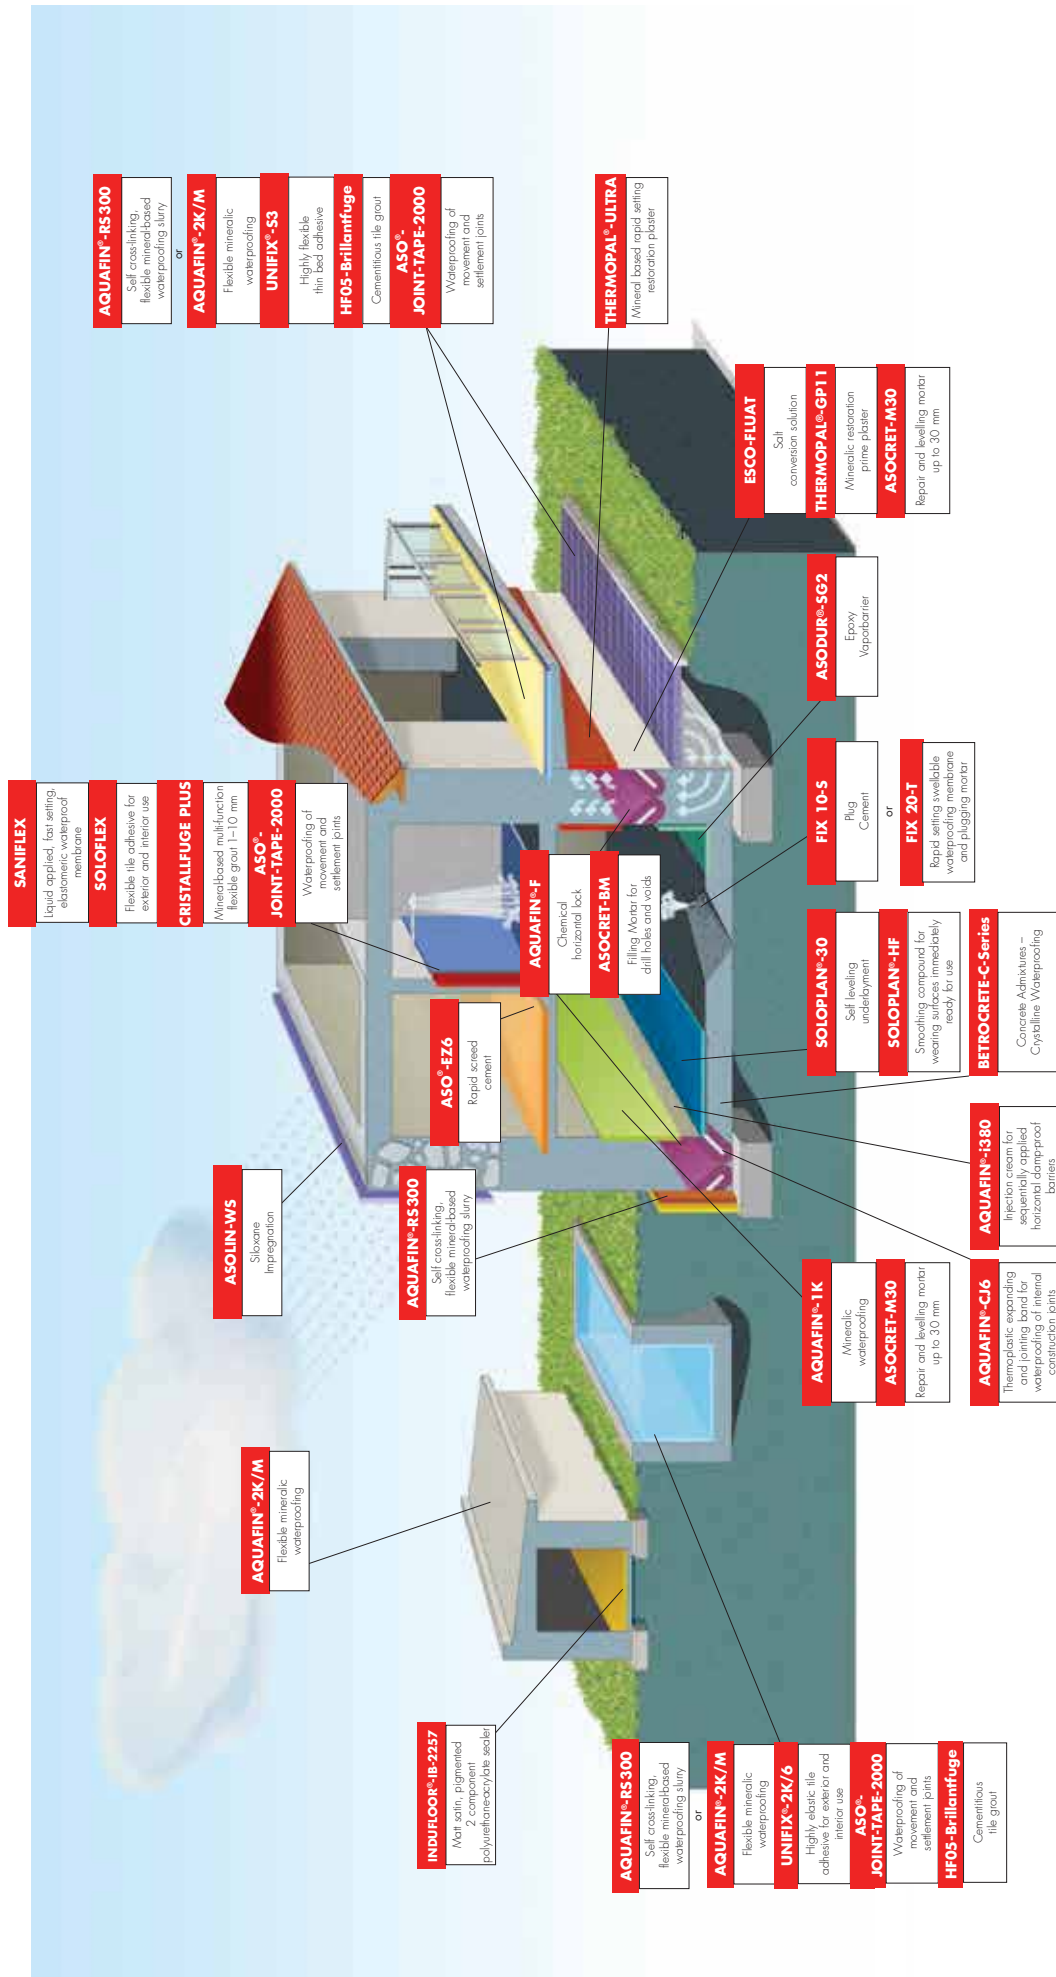 SANIFLEX
Liquid applied, fast setting,
elastomeric waterproof
membrane
SOLOFLEX
Flexible tile adhesive for
exterior and interior use
CRISTALLFUGE PLUS
Mineral-based multi-function
flexible grout 1–10 mm
ASO®-
JOINT-TAPE-2000
Waterproofing of
movement and
settlement joints
AQUAFIN®-RS300
Self cross-linking,
flexible mineral-based
waterproofing slurry
or
AQUAFIN®-2K/M
Flexible mineralic
waterproofing
UNIFIX®-S3
Highly flexible
thin bed adhesive
HF05-Brillantfuge
Cementitious tile grout
ASO®-
JOINT-TAPE-2000
Waterproofing of
movement and
settlement joints
ASOLIN-WS
Siloxane
Impregnation
AQUAFIN®-2K/M
Flexible mineralic
waterproofing
INDUFLOOR®-IB-2257
Matt satin, pigmented
2 component
polyurethane-acrylate sealer
AQUAFIN®-RS300
Self cross-linking,
flexible mineral-based
waterproofing slurry
ASO®-EZ6
Rapid screed
cement
AQUAFIN®-F
Chemical
horizontal lock
ASOCRET-BM
Filling Mortar for
drill holes and voids
THERMOPAL®-ULTRA
Mineral based rapid setting
restoration plaster
AQUAFIN®-RS300
Self cross-linking,
flexible mineral-based
waterproofing slurry
or
AQUAFIN®-2K/M
Flexible mineralic
waterproofing
UNIFIX®-2K/6
Highly elastic tile
adhesive for exterior and
interior use
ASO®-
JOINT-TAPE-2000
Waterproofing of
movement and
settlement joints
HF05-Brillantfuge
Cementitious
tile grout
AQUAFIN®-1K
Mineralic
waterproofing
ASOCRET-M30
Repair and levelling mortar
up to 30 mm
AQUAFIN®-CJ6
Thermoplastic expanding
and jointing band for
waterproofing of internal
construction joints
AQUAFIN®-i380
Injection cream for
sequentially applied
horizontal damp-proof
barriers
SOLOPLAN®-30
Self leveling
underlayment
SOLOPLAN®-HF
Smoothing compound for
wearing surfaces immediately
ready for use
BETROCRETE-C-Series
Concrete Admixtures –
Crystalline Waterproofing
FIX 10-S
Plug
Cement
or
FIX 20-T
Rapid setting swellable
waterproofing membrane
and plugging mortar
ASODUR®-SG2
Epoxy
Vaporbarrier
ESCO-FLUAT
Salt
conversion solution
THERMOPAL®-GP11
Mineralic restoration
prime plaster
ASOCRET-M30
Repair and levelling mortar
up to 30 mm